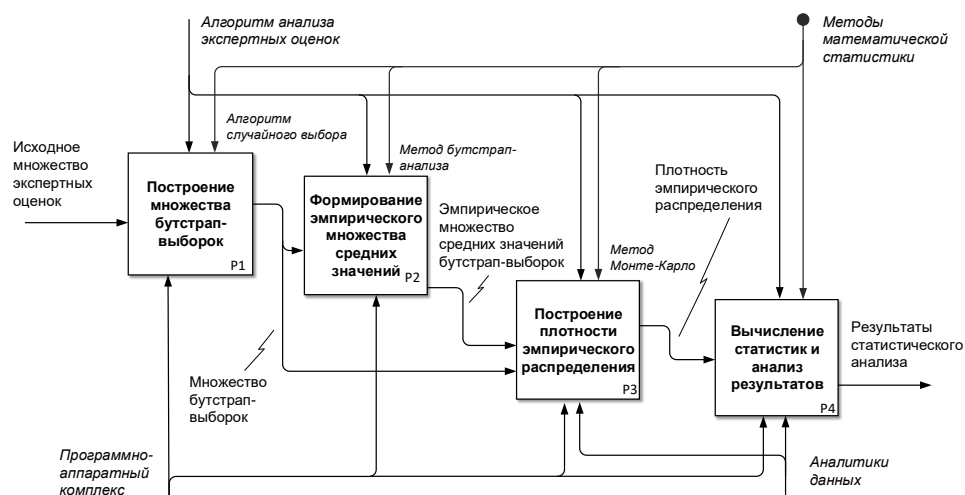 Алгоритм анализа
экспертных оценок
Методы
математической
статистики
Алгоритм
случайного выбора
Исходное
множество
экспертных
оценок
Построение
множества
бутстрап-
выборок
P1
Метод бутстрап-
анализа
Формирование
эмпирического
множества
средних
значений
P2
Эмпирическое
множество
средних значений
бутстрап-выборок
Метод
Монте-Карло
Плотность
эмпирического
распределения
Построение
плотности
эмпирического
распределения
P3
Вычисление
статистик и
анализ
результатов
P4
Результаты
статистического
анализа
Множество
бутстрап-
выборок
Программно-
аппаратный
комплекс
Аналитики
данных